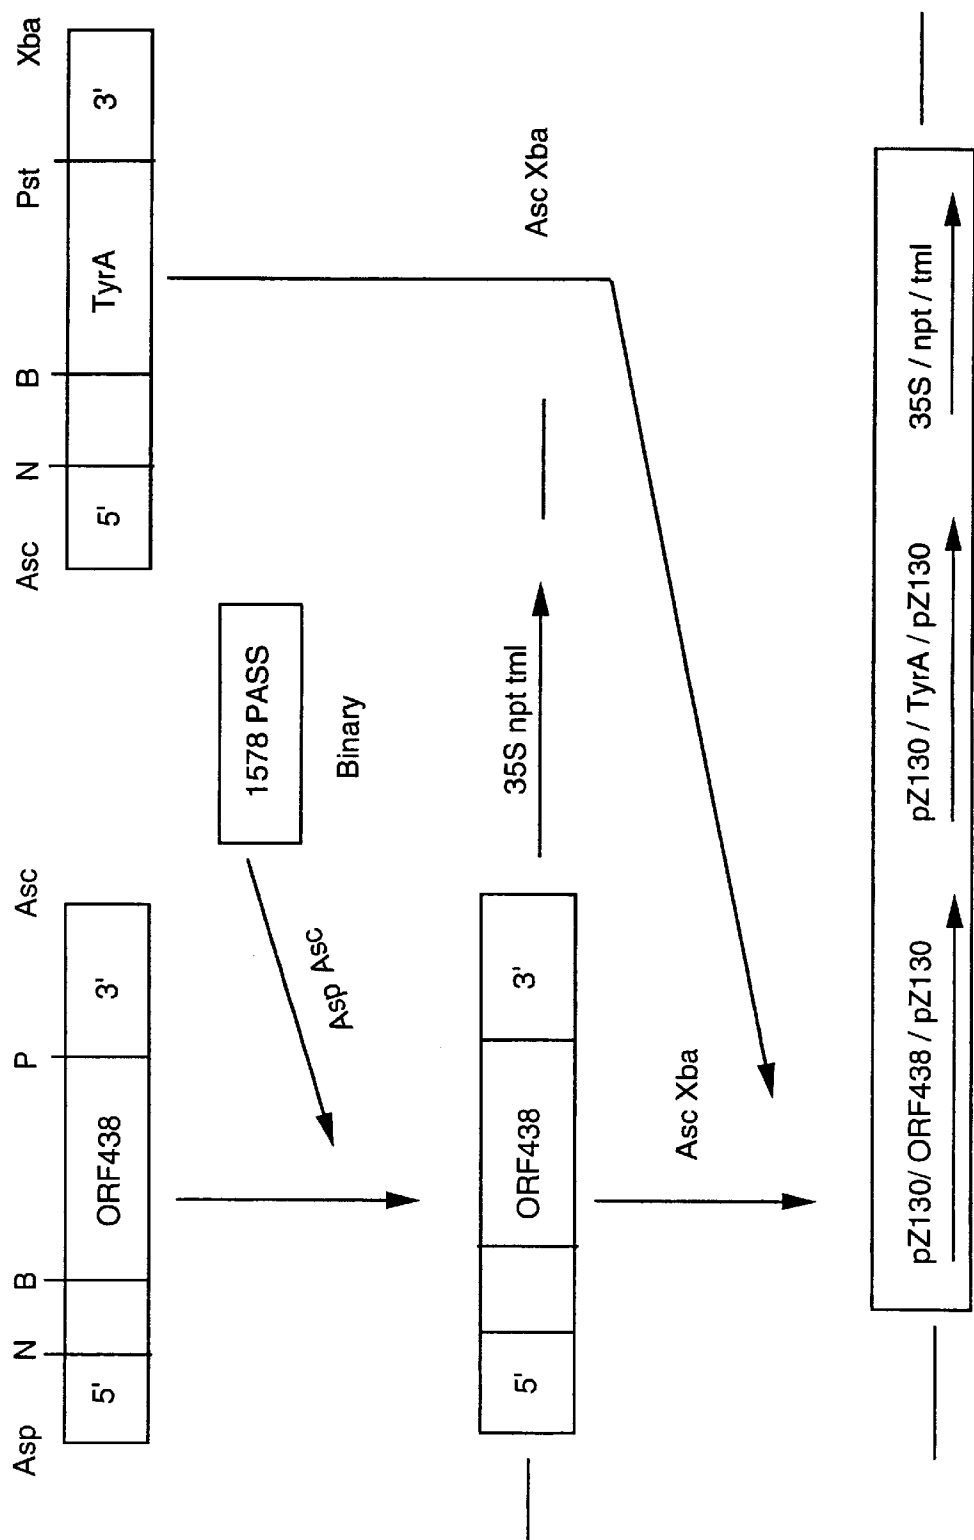 Asp N B P Asc
5' ORF438 3'
Asc N B Pst Xba
5' TyrA 3'
1578 PASS
Binary
Asp Asc
5' ORF438 3'
35S npt tml
Asc Xba
Asc Xba
pZ130/ ORF438 / pZ130
pZ130 / TyrA / pZ130
35S / npt / tml